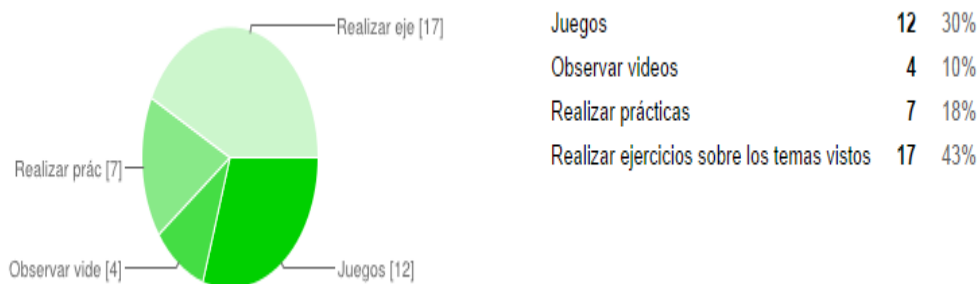 Realizar eje [17]
Realizar prác [7]
Observar vide [4]
Juegos [12]
Juegos 12 30%
Observar videos 4 10%
Realizar prácticas 7 18%
Realizar ejercicios sobre los temas vistos 17 43%